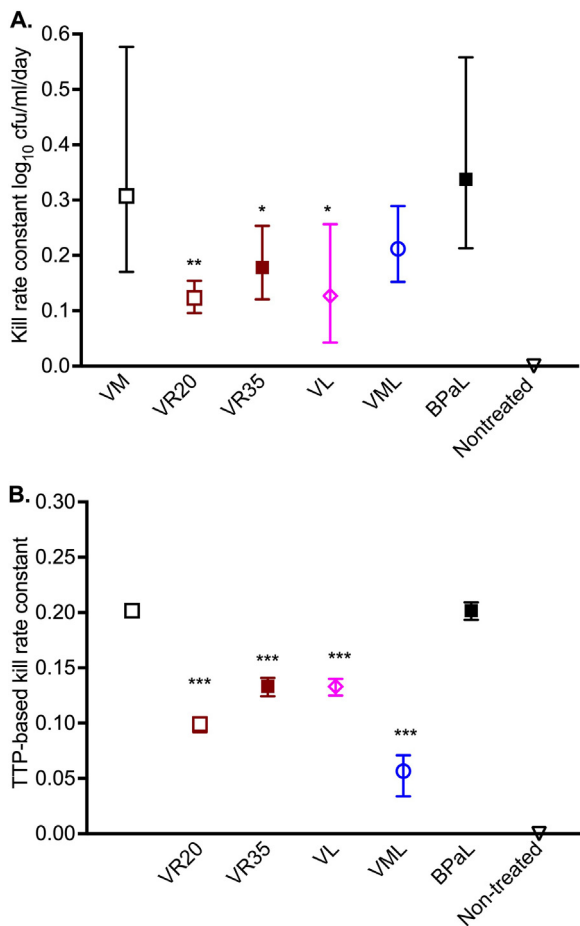 A.
Kill rate constant log10 cfu/ml/day
0.6
0.5
0.4
0.3
0.2
0.1
0.0
**
*
*
VM
VR20
VR35
VL
VML
BPaL
Nontreated
B.
TTP-based kill rate constant
0.30
0.25
0.20
0.15
0.10
0.05
0.00
***
***
***
***
VR20
VR35
VL
VML
BPaL
Non-treated